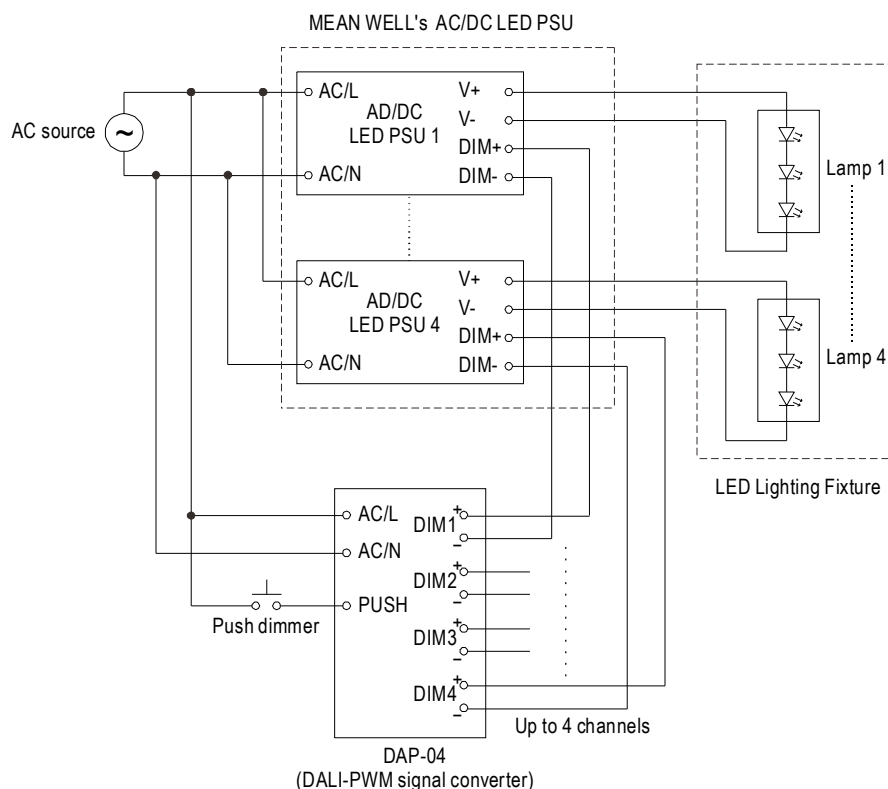 MEAN WELL's AC/DC LED PSU
AC source
~
AC/L
AD/DC
LED PSU 1
AC/N
V+
V-
DIM+
DIM-
Lamp 1
AC/L
AD/DC
LED PSU 4
AC/N
V+
V-
DIM+
DIM-
Lamp 4
LED Lighting Fixture
AC/L
AC/N
PUSH
Push dimmer
DIM1
+
–
DIM2
+
–
DIM3
+
–
DIM4
+
–
Up to 4 channels
DAP-04
(DALI-PWM signal converter)